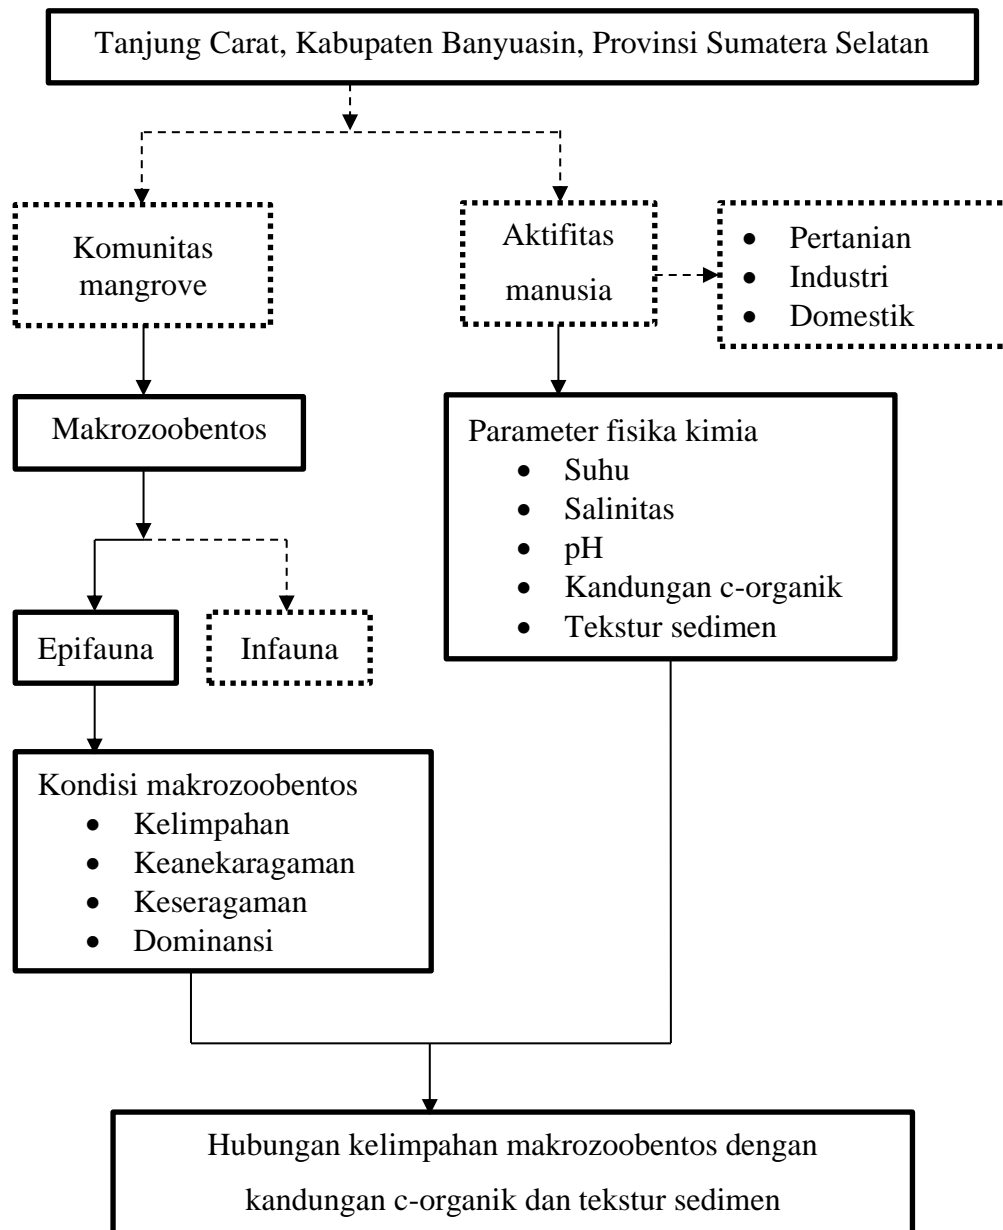 Tanjung Carat, Kabupaten Banyuasin, Provinsi Sumatera Selatan
Komunitas
mangrove
Aktifitas
manusia
• Pertanian
• Industri
• Domestik
Makrozoobentos
Parameter fisika kimia
• Suhu
• Salinitas
• pH
• Kandungan c-organik
• Tekstur sedimen
Epifauna
Infauna
Kondisi makrozoobentos
• Kelimpahan
• Keanekaragaman
• Keseragaman
• Dominansi
Hubungan kelimpahan makrozoobentos dengan
kandungan c-organik dan tekstur sedimen